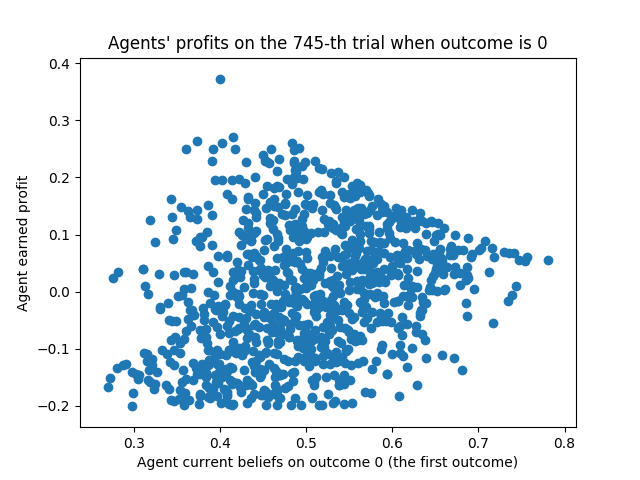 Agents' profits on the 745-th trial when outcome is 0
0.4
0.3
0.2
0.1
0.0
−0.1
−0.2
Agent earned profit
0.3 0.4 0.5 0.6 0.7 0.8
Agent current beliefs on outcome 0 (the first outcome)